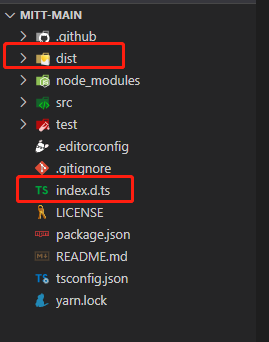 MITT-MAIN
.github
dist
node_modules
src
test
.editorconfig
.gitignore
TS index.d.ts
LICENSE
package.json
README.md
tsconfig.json
yarn.lock